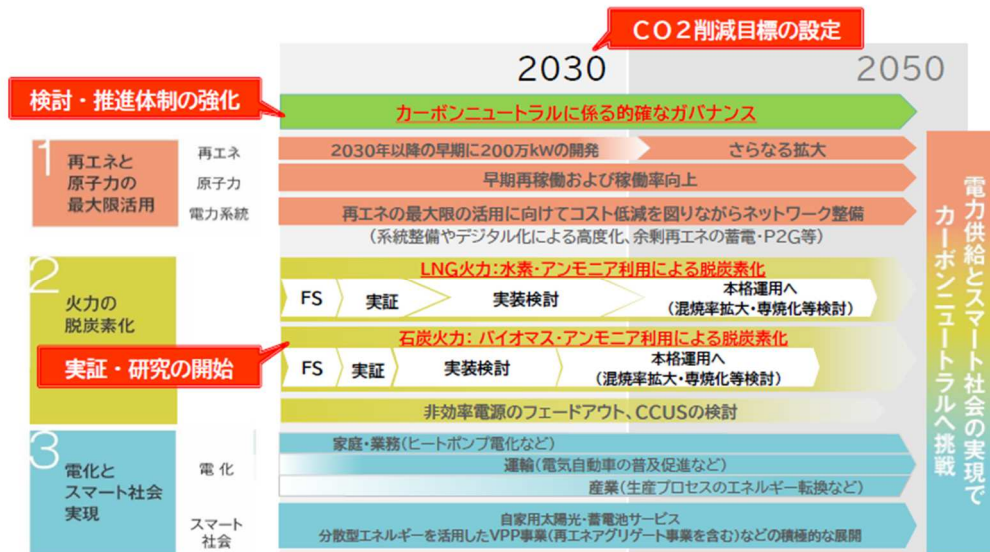 CO2削減目標の設定
2030
2050
検討・推進体制の強化
カーボンニュートラルに係る的確なガバナンス
1
再エネと
原子力の
最大限活用
再エネ
2030年以降の早期に200万kWの開発
さらなる拡大
原子力
早期再稼働および稼働率向上
電力系統
再エネの最大限の活用に向けてコスト低減を図りながらネットワーク整備
(系統整備やデジタル化による高度化、余剰再エネの蓄電・P2G等)
2
火力の
脱炭素化
LNG火力:水素・アンモニア利用による脱炭素化
FS
実証
実装検討
本格運用へ
(混焼率拡大・専焼化等検討)
実証・研究の開始
石炭火力: バイオマス・アンモニア利用による脱炭素化
FS
実証
実装検討
本格運用へ
(混焼率拡大・専焼化等検討)
非効率電源のフェードアウト、CCUSの検討
3
電化と
スマート社会
実現
電 化
家庭・業務(ヒートポンプ電化など)
運輸(電気自動車の普及促進など)
産業(生産プロセスのエネルギー転換など)
スマート
社会
自家用太陽光・蓄電池サービス
分散型エネルギーを活用したVPP事業(再エネアグリゲート事業を含む)などの積極的な展開
電力供給とスマート社会の実現で
カーボンニュートラルへ挑戦